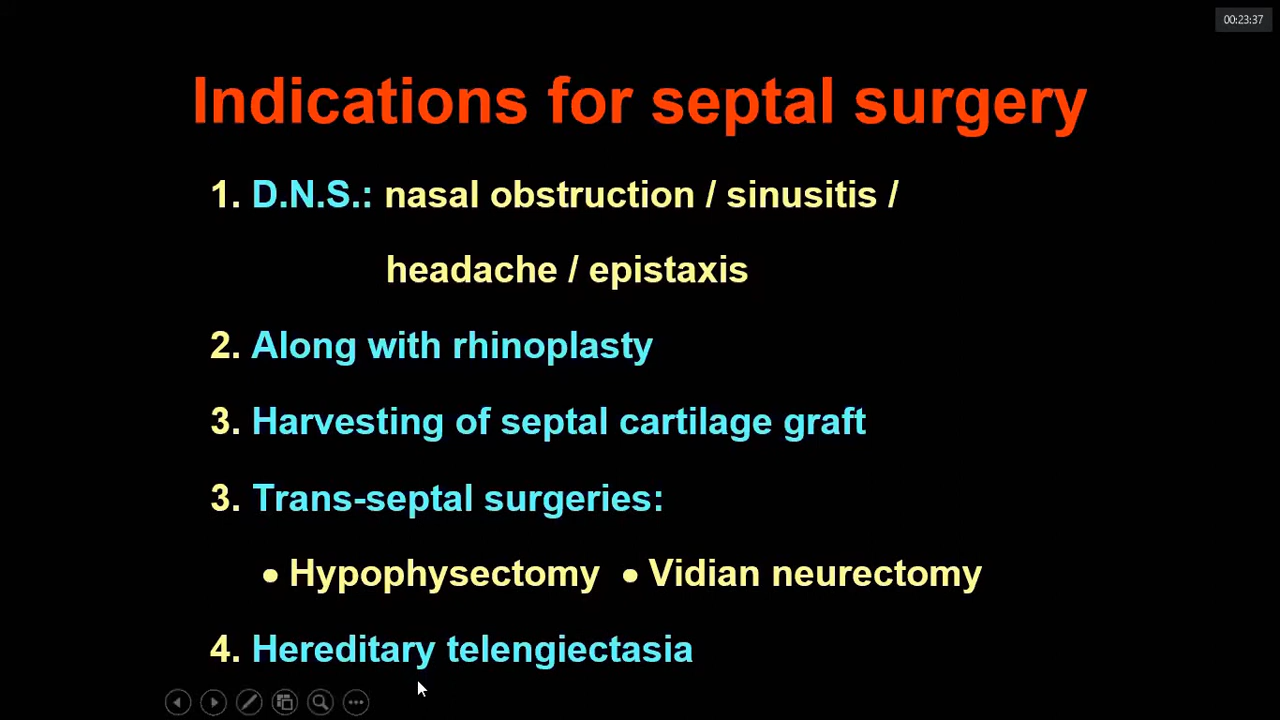 00:23:37
Indications for septal surgery
1. D.N.S.: nasal obstruction / sinusitis /
headache / epistaxis
2. Along with rhinoplasty
3. Harvesting of septal cartilage graft
3. Trans-septal surgeries:
• Hypophysectomy • Vidian neurectomy
4. Hereditary telengiectasia